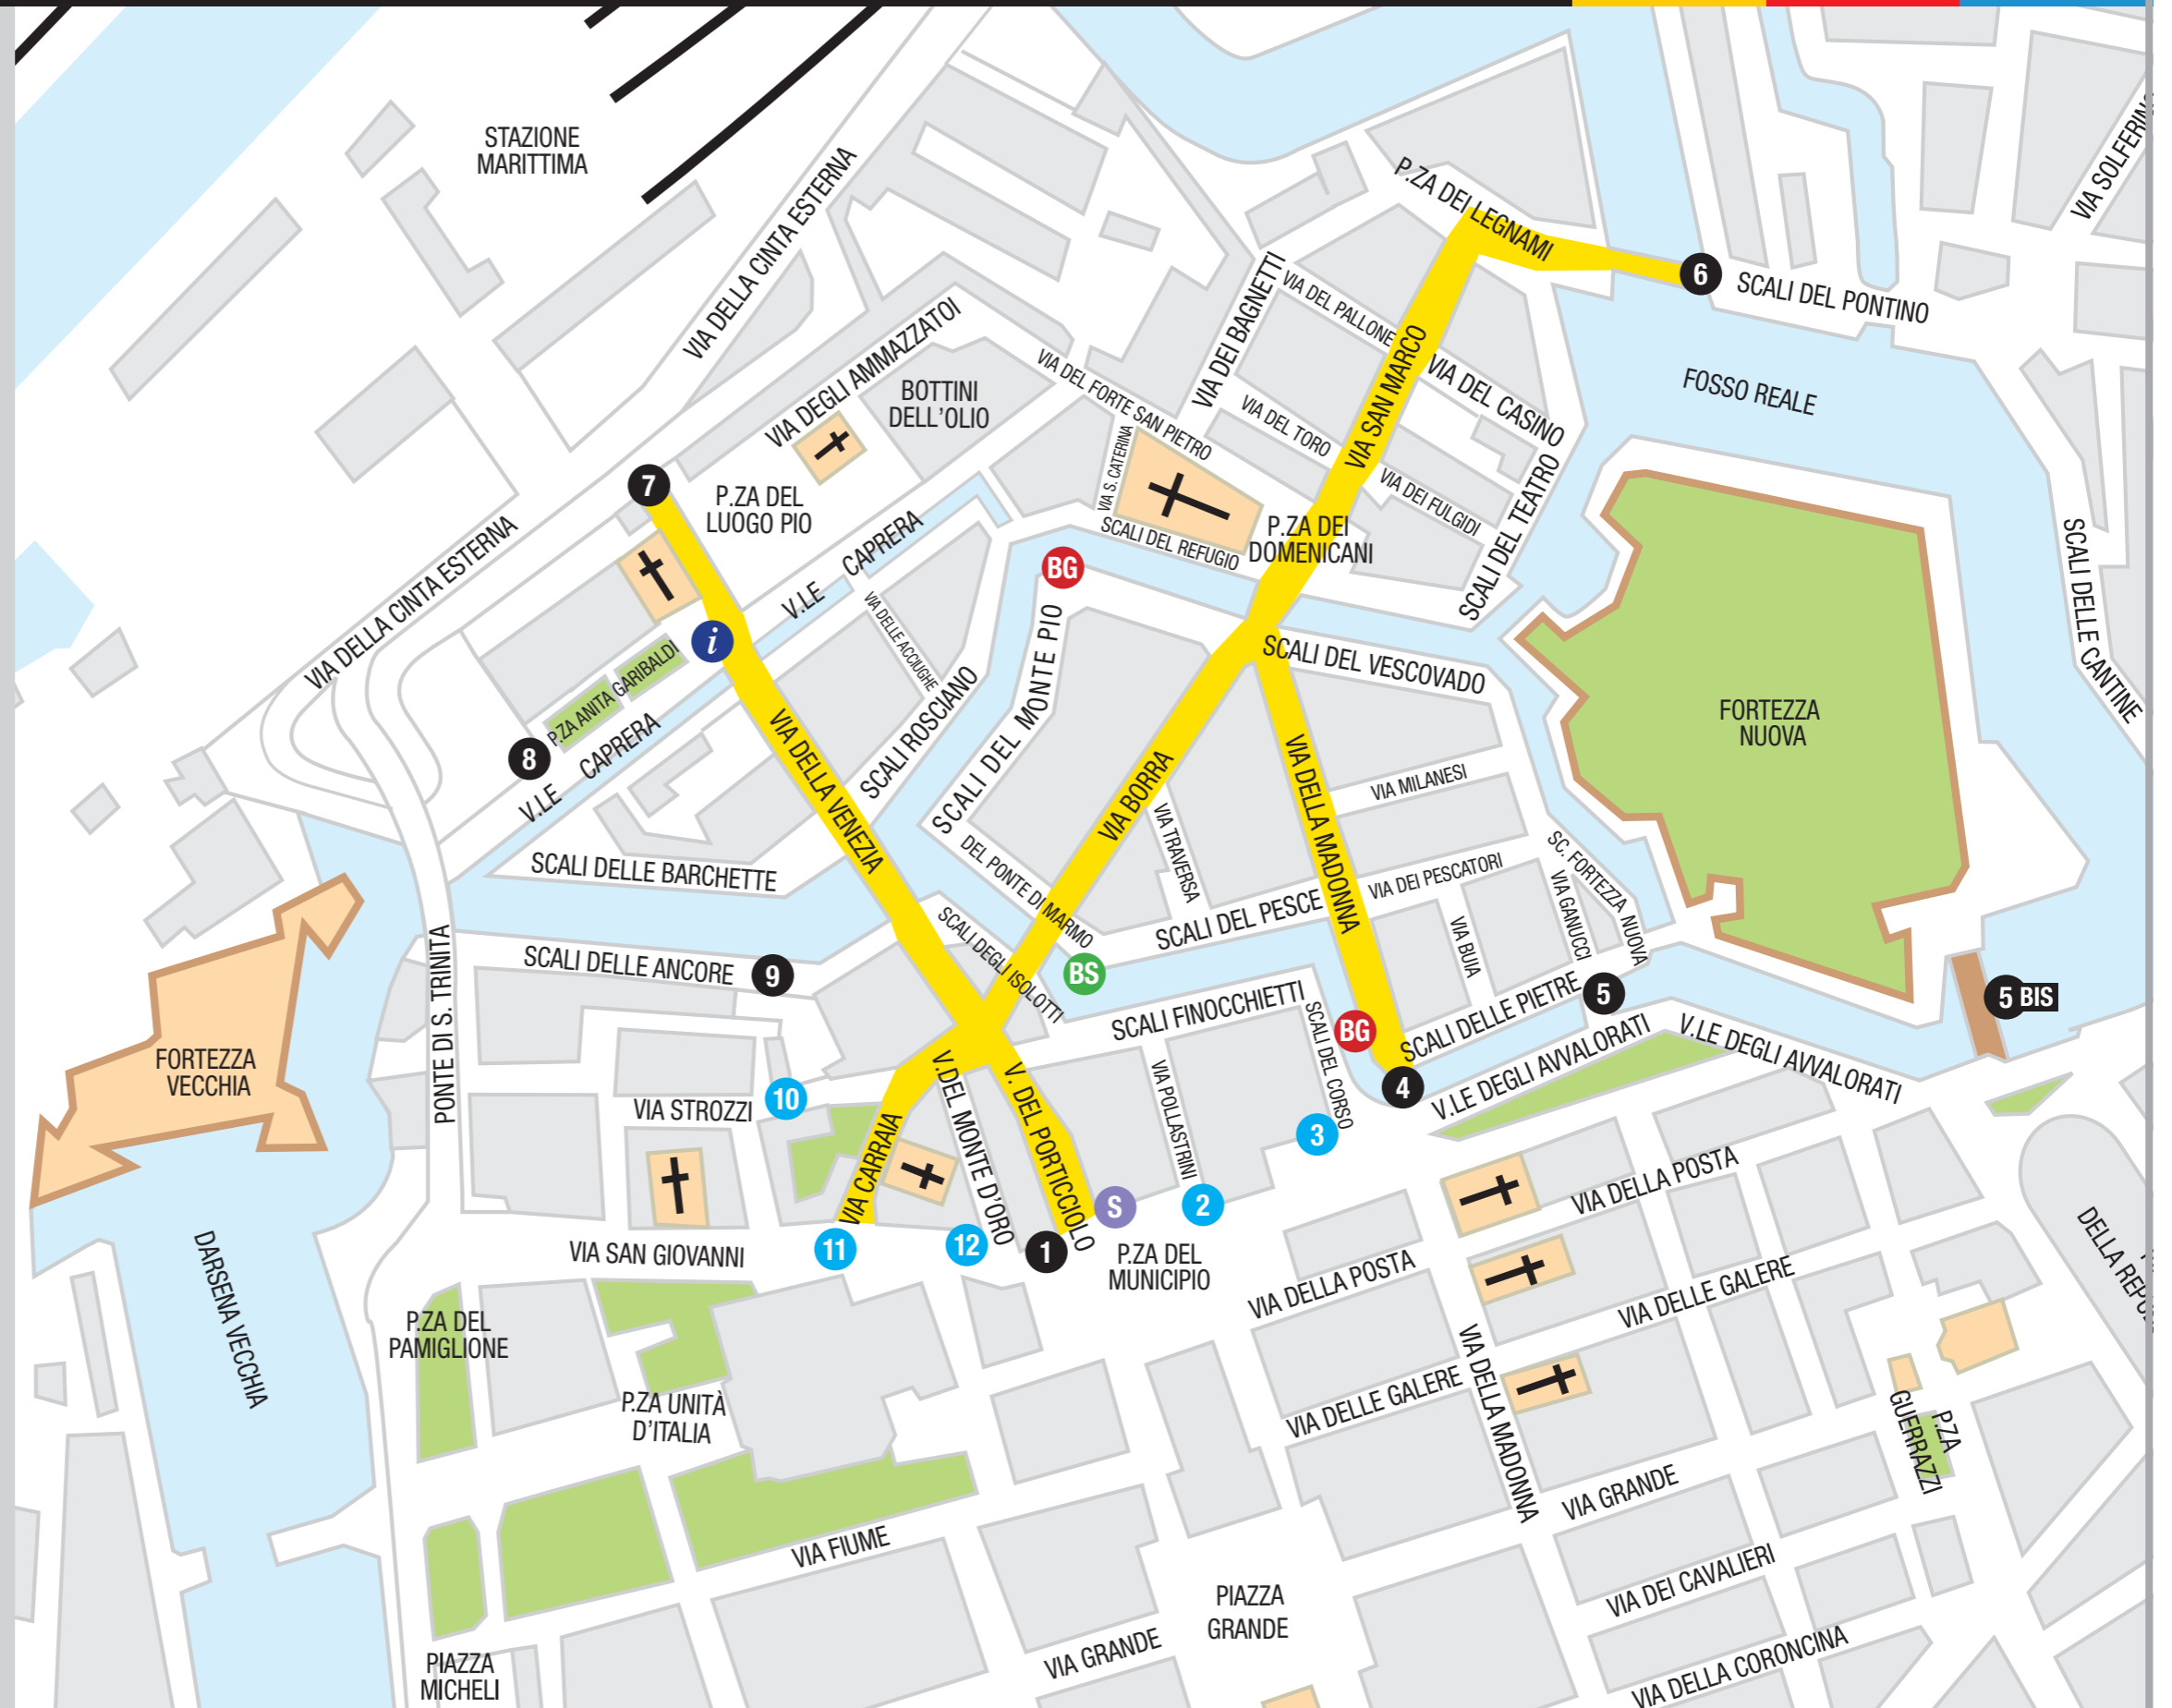 STAZIONE
MARITTIMA
VIA DELLA CINTA ESTERNA
P.ZA DEI LEGNAMI
6
SCALI DEL PONTINO
FOSSO REALE
VIA DEI BAGNETTI
VIA DEL PALLONE
VIA SAN MARCO
VIA DEL CASINO
VIA DEGLI AMMAZZATOI
BOTTINI
DELL'OLIO
VIA DEL FORTE SAN PIETRO
VIA DEL TORO
VIA S. CATERINA
VIA DEI FULGIDI
SCALI DEL TEATRO
7
P.ZA DEL
LUOGO PIO
V.LE CAPRERA
SCALI DEL REFUGIO
P.ZA DEI
DOMENICANI
SCALI DELLE CANTINE
VIA DELLA CINTA ESTERNA
BG
i
VIA DELLE ACCIUGHE
SCALI DEL MONTE PIO
SCALI DEL VESCOVADO
FORTEZZA
NUOVA
P.ZA ANITA GARIBALDI
8
V.LE CAPRERA
SCALI ROSCIANO
VIA DELLA VENEZIA
VIA BORRA
VIA DELLA MADONNA
VIA MILANESI
VIA TRAVERSA
DEL PONTE DI MARMO
SCALI DELLE BARCHETTE
SCALI DEL PESCE
VIA DEI PESCATORI
SC. FORTEZZA NUOVA
VIA GANUCCI
VIA BUIA
SCALI DEGLI ISOLOTTI
SCALI DELLE ANCORE
9
BS
5
5 BIS
PONTE DI S. TRINITA
SCALI FINOCCHIETTI
SCALI DEL CORSO
BG
SCALI DELLE PIETRE
V.LE DEGLI AVVALORATI
V.LE DEGLI AVVALORATI
FORTEZZA
VECCHIA
10
VIA STROZZI
4
V.DEL MONTE D'ORO
V. DEL PORTICCIOLO
VIA POLLASTRINI
3
VIA CARRAIA
VIA DELLA POSTA
S
2
11
12
1
P.ZA DEL
MUNICIPIO
VIA SAN GIOVANNI
DARSENA VECCHIA
VIA DELLA POSTA
VIA DELLE GALERE
P.ZA DEL
PAMIGLIONE
VIA DELLA MADONNA
P.ZA UNITÀ
D'ITALIA
VIA DELLE GALERE
P.ZA
GUERRAZZI
VIA GRANDE
VIA FIUME
VIA DEI CAVALIERI
PIAZZA
GRANDE
VIA GRANDE
VIA DELLA CORONCINA
PIAZZA
MICHELI